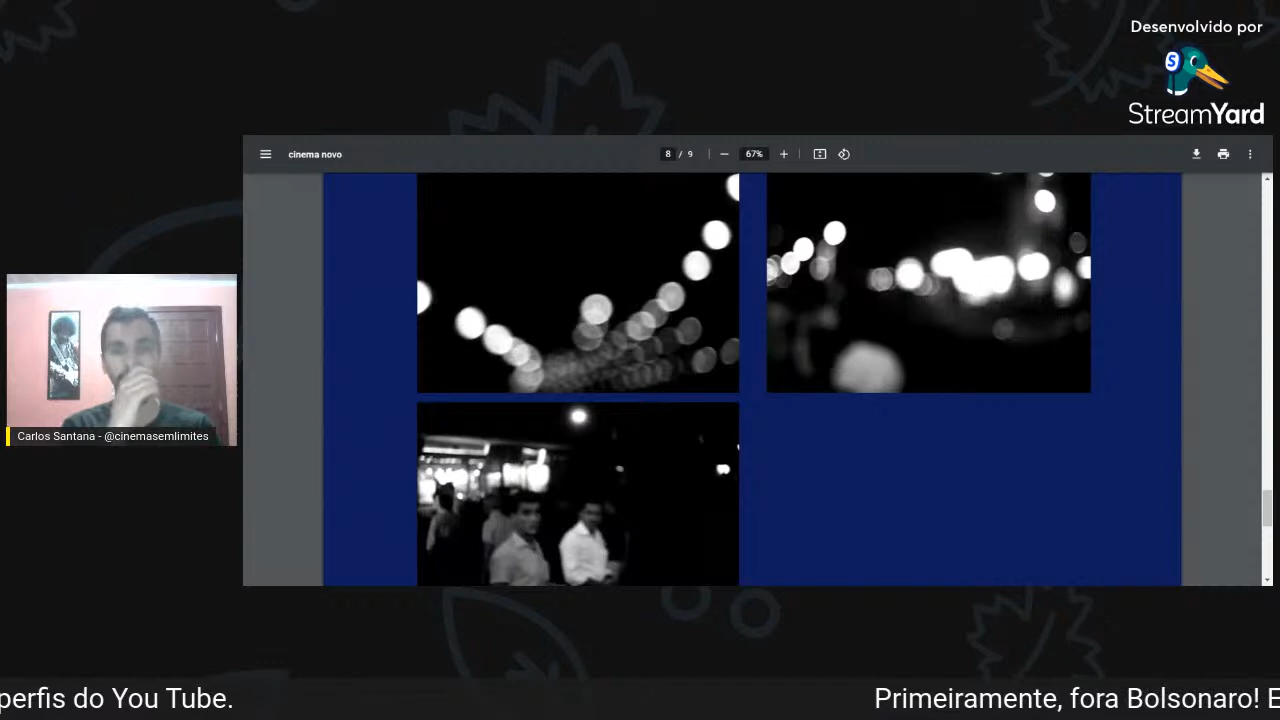 Desenvolvido por
StreamYard
cinema novo
8 / 9
67%
Carlos Santana - @cinemasemlimites
perfis do You Tube.
Primeiramente, fora Bolsonaro! E